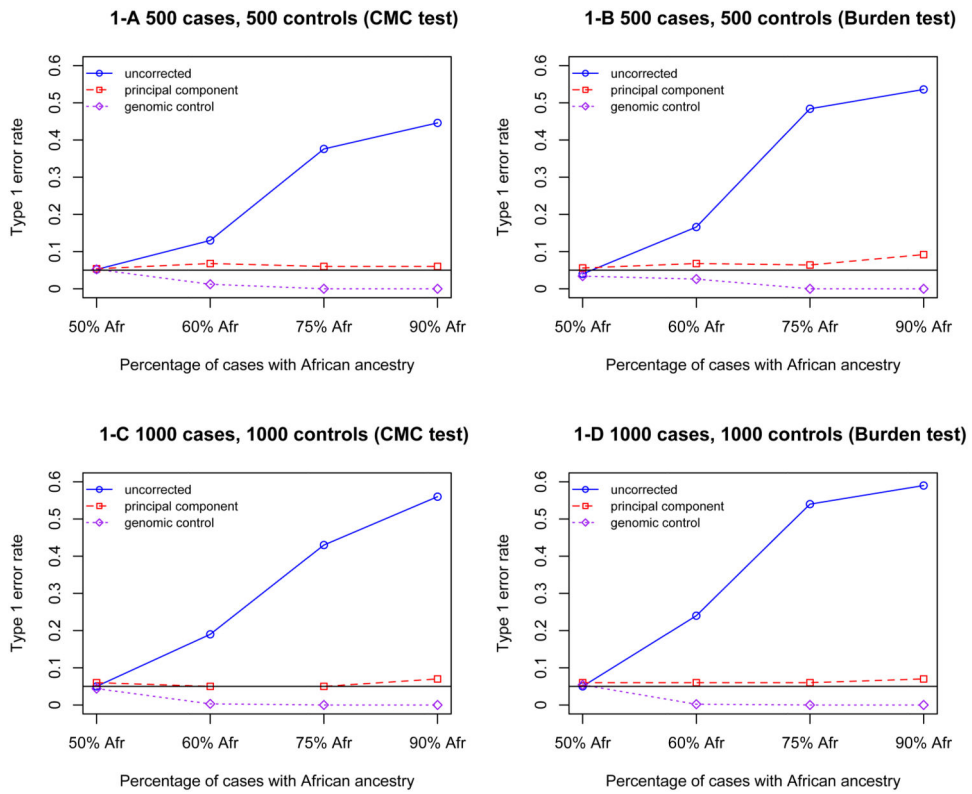 1-A 500 cases, 500 controls (CMC test)
Type 1 error rate
0.6
0.5
0.4
0.3
0.2
0.1
0
uncorrected
principal component
genomic control
50% Afr
60% Afr
75% Afr
90% Afr
Percentage of cases with African ancestry
1-B 500 cases, 500 controls (Burden test)
Type 1 error rate
0.6
0.5
0.4
0.3
0.2
0.1
0
uncorrected
principal component
genomic control
50% Afr
60% Afr
75% Afr
90% Afr
Percentage of cases with African ancestry
1-C 1000 cases, 1000 controls (CMC test)
Type 1 error rate
0.6
0.5
0.4
0.3
0.2
0.1
0
uncorrected
principal component
genomic control
50% Afr
60% Afr
75% Afr
90% Afr
Percentage of cases with African ancestry
1-D 1000 cases, 1000 controls (Burden test)
Type 1 error rate
0.6
0.5
0.4
0.3
0.2
0.1
0
uncorrected
principal component
genomic control
50% Afr
60% Afr
75% Afr
90% Afr
Percentage of cases with African ancestry